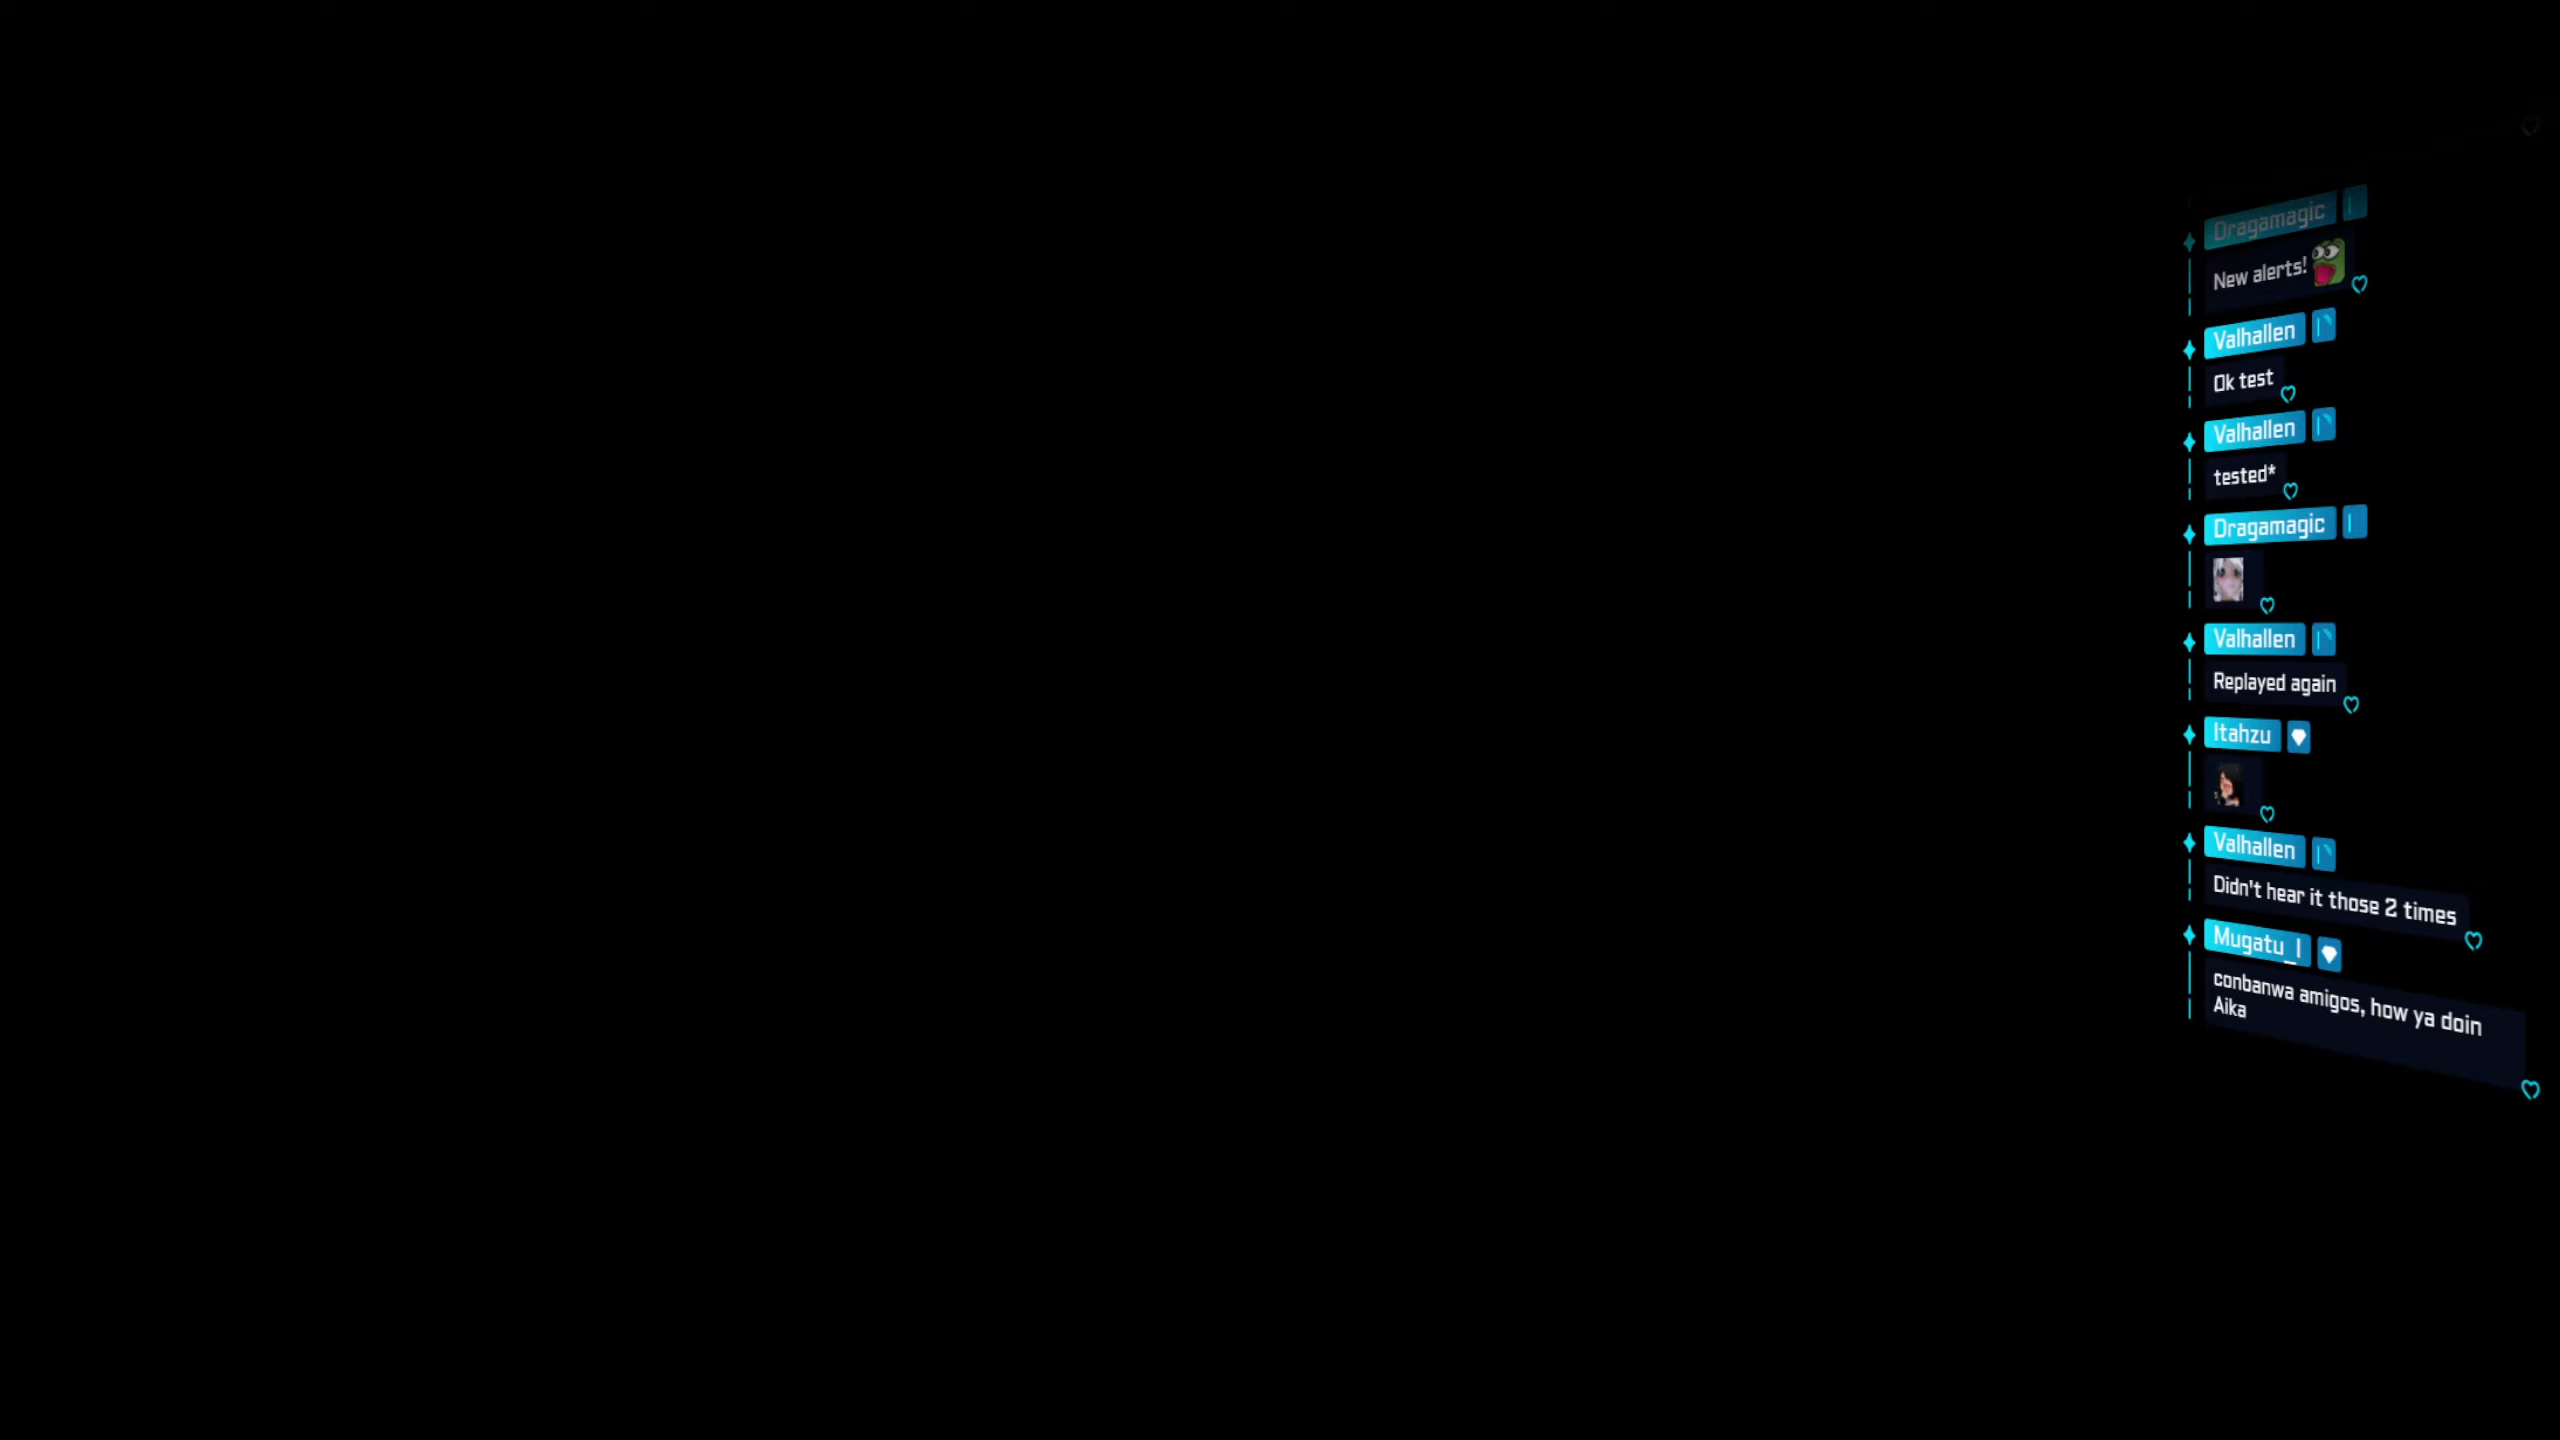 Dragamagic
New alerts!
Valhallen
Ok test
Valhallen
tested*
Dragamagic
Valhallen
Replayed again
Itahzu
Valhallen
Didn't hear it those 2 times
Mugatu_|
conbanwa amigos, how ya doin
Aika